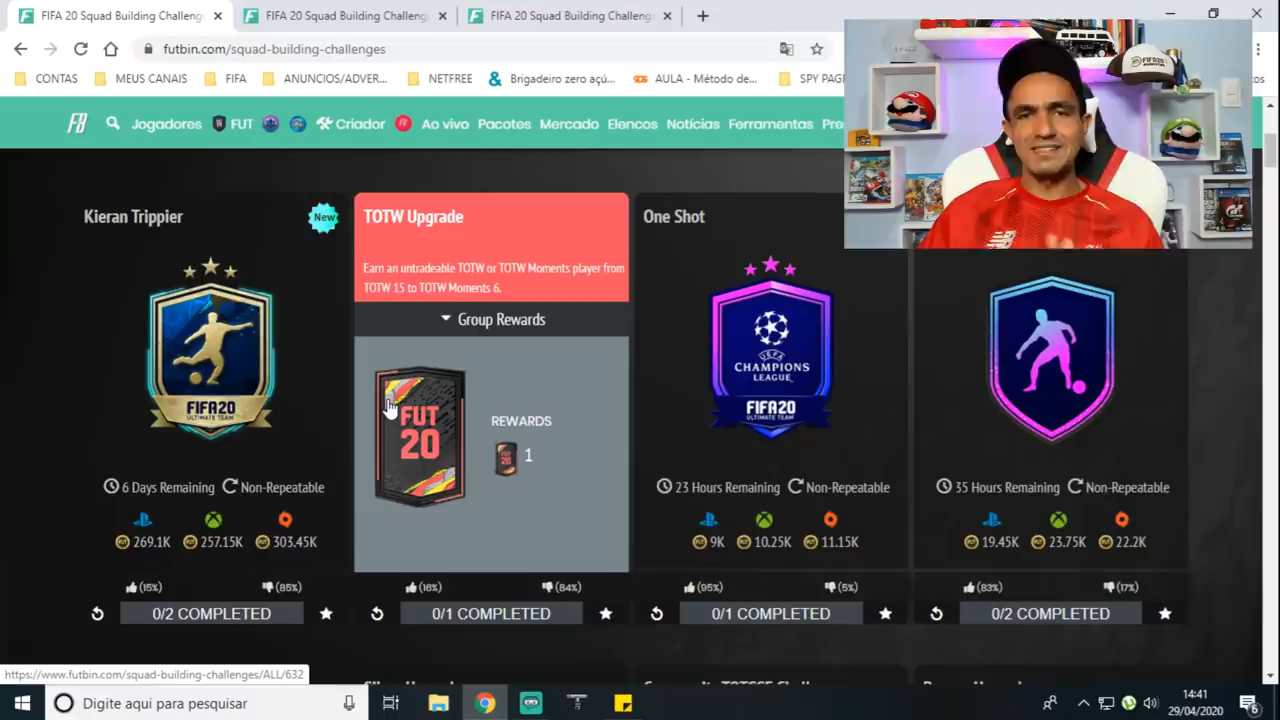 FIFA 20 Squad Building Challeng
FIFA 20 Squad Building Challeng
FIFA 20 Squad Building Challeng
futbin.com/squad-building-challenges
CONTAS
MEUS CANAIS
FIFA
ANUNCIOS/ADVER...
NETFREE
Brigadeiro zero açú...
AULA - Método de...
SPY PAG
os
FB
Jogadores
FUT
Criador
Ao vivo
Pacotes
Mercado
Elencos
Notícias
Ferramentas
Pre
Kieran Trippier
New
FIFA20
ULTIMATE TEAM
6 Days Remaining
Non-Repeatable
269.1K
257.15K
303.45K
(15%)
(85%)
0/2 COMPLETED
TOTW Upgrade
Earn an untradeable TOTW or TOTW Moments player from
TOTW 15 to TOTW Moments 6.
Group Rewards
FUT
20
REWARDS
1
(16%)
(84%)
0/1 COMPLETED
One Shot
UEFA
CHAMPIONS
LEAGUE
FIFA20
ULTIMATE TEAM
23 Hours Remaining
Non-Repeatable
9K
10.25K
11.15K
(95%)
(5%)
0/1 COMPLETED
35 Hours Remaining
Non-Repeatable
19.45K
23.75K
22.2K
(83%)
(17%)
0/2 COMPLETED
https://www.futbin.com/squad-building-challenges/ALL/632
Digite aqui para pesquisar
14:41
29/04/2020
6